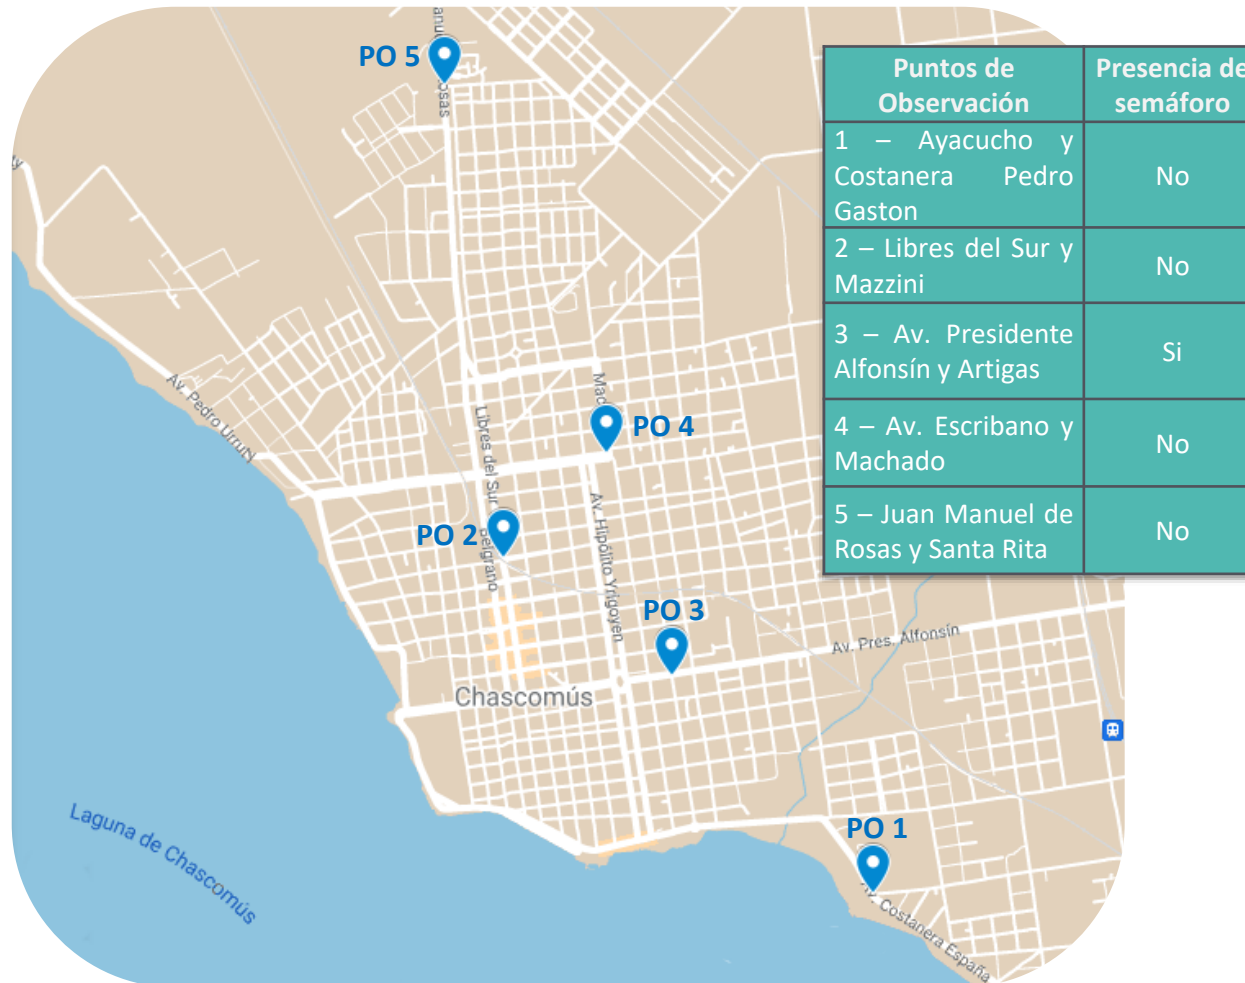 PO 5
Puntos de Observación
Presencia de semáforo
1 – Ayacucho y Costanera Pedro Gaston
No
2 – Libres del Sur y Mazzini
No
3 – Av. Presidente Alfonsín y Artigas
Si
4 – Av. Escribano y Machado
No
5 – Juan Manuel de Rosas y Santa Rita
No
Av. Pedro Urrun
Libres del Sur
PO 4
PO 2
Belgrano
Av. Hipólito Yrigoyen
PO 3
Av. Pres. Alfonsín
Chascomús
Laguna de Chascomús
PO 1
Av. Costanera España